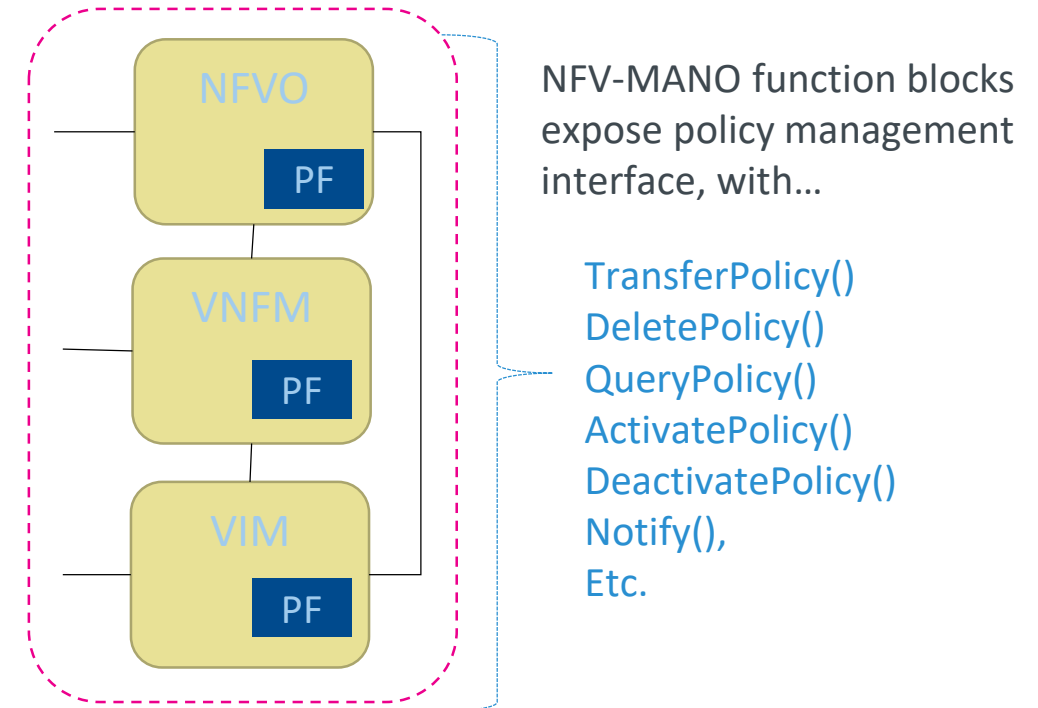 NFVO
PF
VNFM
PF
VIM
PF
NFV-MANO function blocks
expose policy management
interface, with…
TransferPolicy()
DeletePolicy()
QueryPolicy()
ActivatePolicy()
DeactivatePolicy()
Notify(),
Etc.